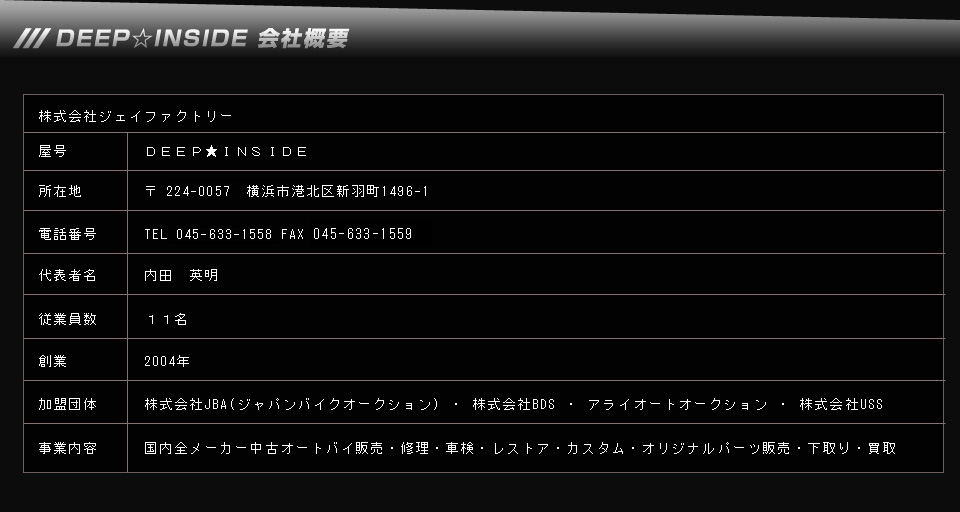 DEEP☆INSIDE 会社概要
株式会社ジェイファクトリー
屋号 ＤＥＥＰ★ＩＮＳＩＤＥ
所在地 〒 224-0057 横浜市港北区新羽町1496-1
電話番号 TEL 045-633-1558 FAX 045-633-1559
代表者名 内田　英明
従業員数 １１名
創業 2004年
加盟団体 株式会社JBA(ジャパンバイクオークション) ・ 株式会社BDS ・ アライオートオークション ・ 株式会社USS
事業内容 国内全メーカー中古オートバイ販売・修理・車検・レストア・カスタム・オリジナルパーツ販売・下取り・買取